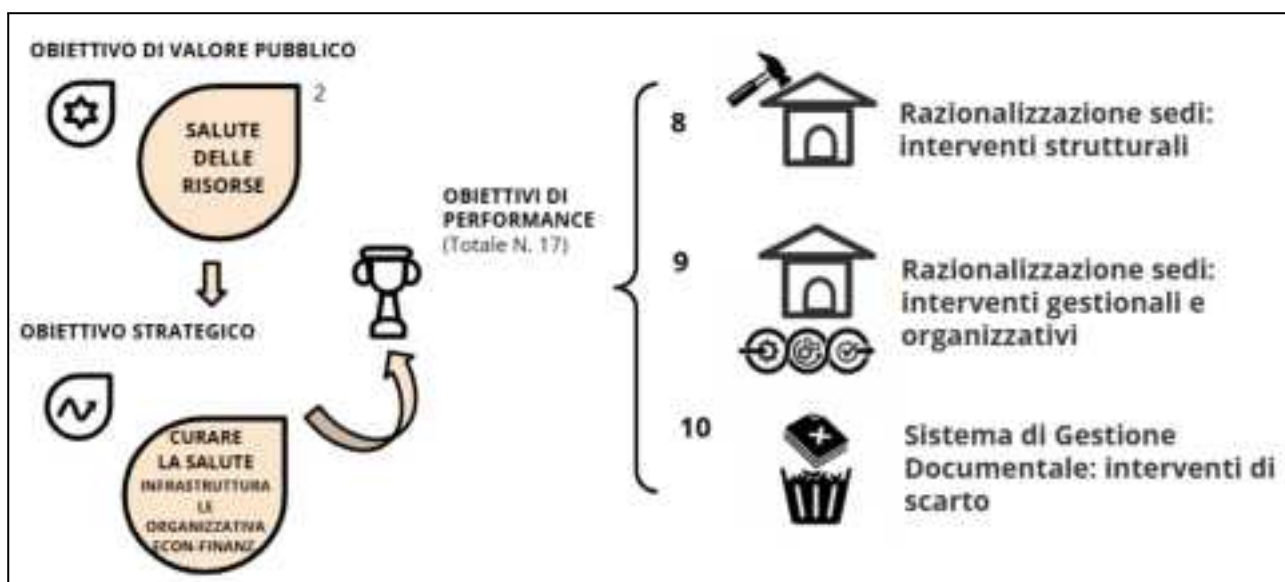 OBIETTIVO DI VALORE PUBBLICO
2
SALUTE
DELLE
RISORSE
OBIETTIVO STRATEGICO
CURARE
LA SALUTE
INFRASTRUTTURA
LE
ORGANIZZATIVA
ECON-FINANZ.
OBIETTIVI DI
PERFORMANCE
(Totale N. 17)
8
Razionalizzazione sedi:
interventi strutturali
9
Razionalizzazione sedi:
interventi gestionali e
organizzativi
10
Sistema di Gestione
Documentale: interventi di
scarto